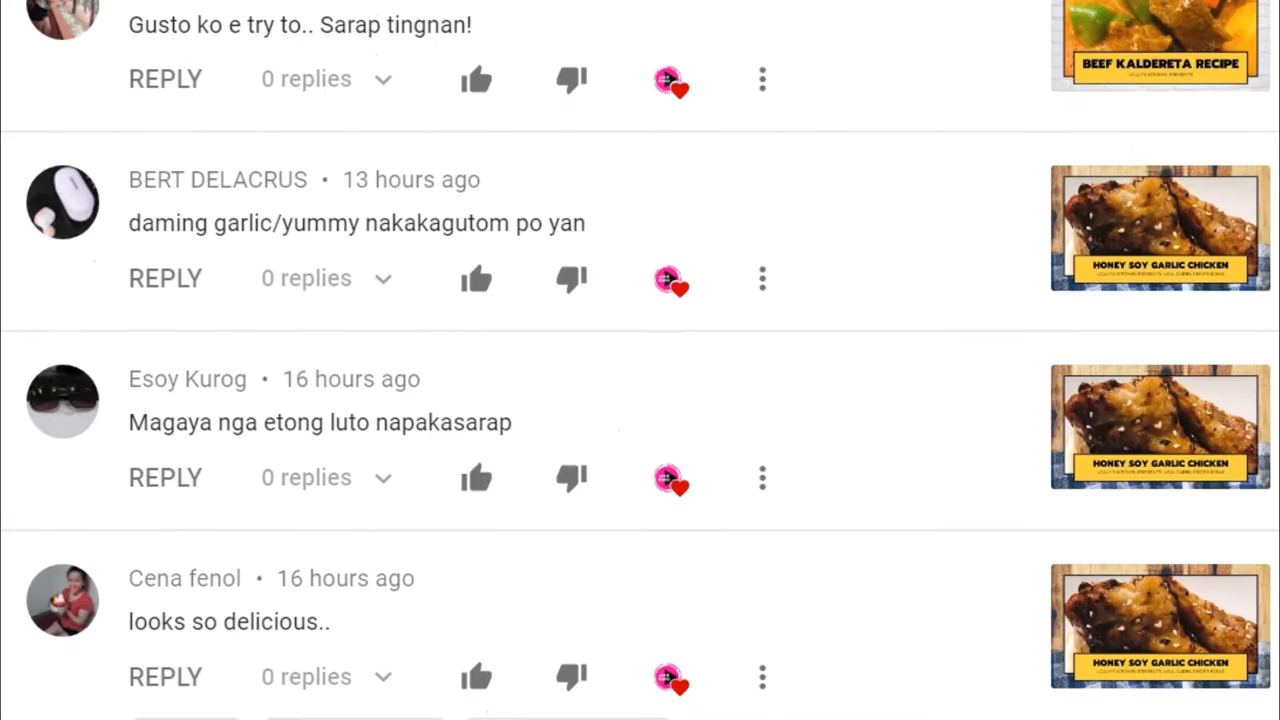 Gusto ko e try to.. Sarap tingnan!
REPLY 0 replies
BEEF KALDERETA RECIPE
BERT DELACRUS • 13 hours ago
daming garlic/yummy nakakagutom po yan
REPLY 0 replies
HONEY SOY GARLIC CHICKEN
Esoy Kurog • 16 hours ago
Magaya nga etong luto napakasarap
REPLY 0 replies
HONEY SOY GARLIC CHICKEN
Cena fenol • 16 hours ago
looks so delicious..
REPLY 0 replies
HONEY SOY GARLIC CHICKEN